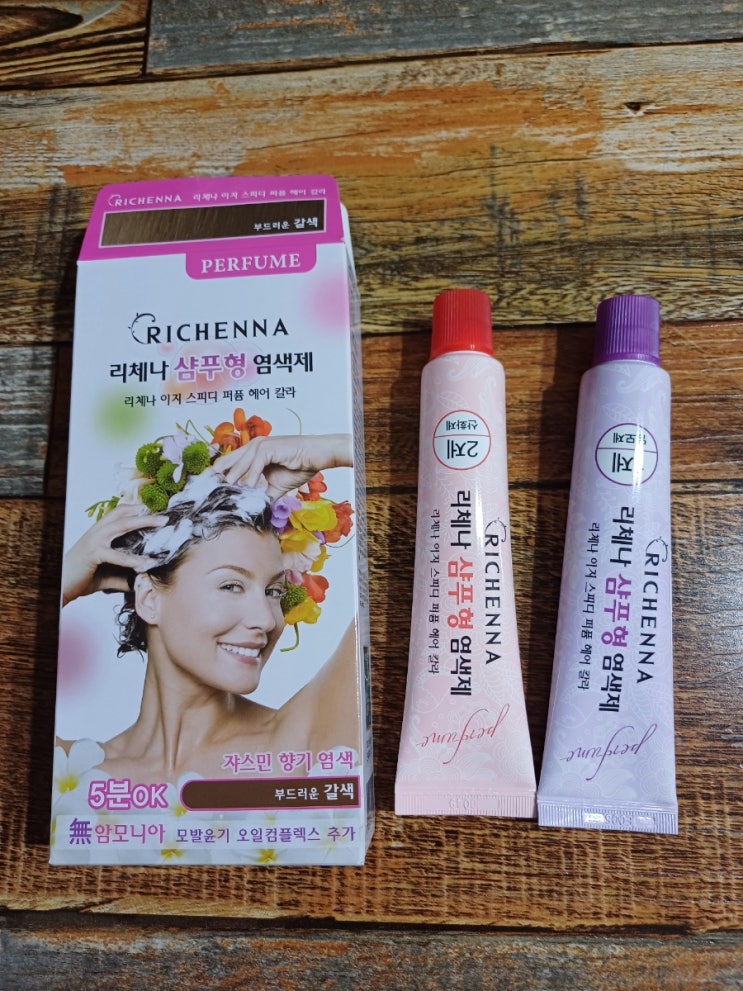 RICHENNA 리체나 이지 스피디 퍼퓸 헤어 칼라
부드러운 갈색
PERFUME
RICHENNA
리체나 샴푸형 염색제
리체나 이지 스피디 퍼퓸 헤어 칼라
쟈스민 향기 염색
5분OK
부드러운 갈색
無암모니아 모발윤기 오일컴플렉스 추가
2제
산화제
RICHENNA
리체나 샴푸형 염색제
리체나 이지 스피디 퍼퓸 헤어 칼라
perfume
제
염모제
RICHENNA
리체나 샴푸형 염색제
리체나 이지 스피디 퍼퓸 헤어 칼라
perfume